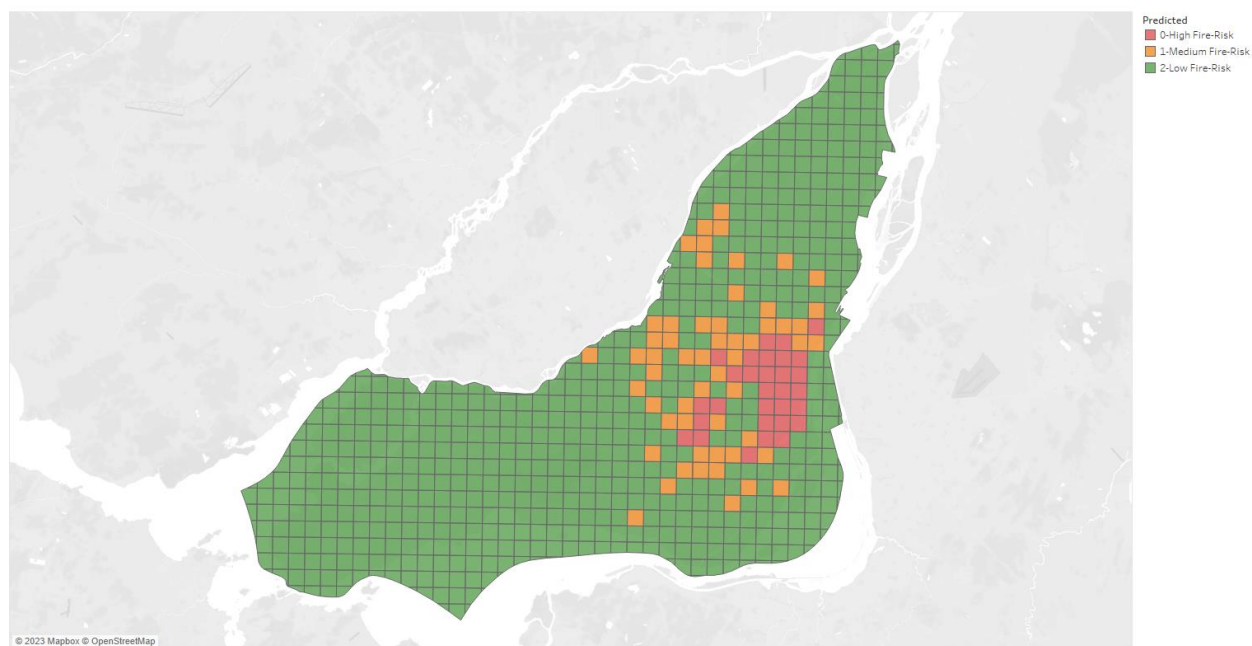 Predicted
0-High Fire-Risk
1-Medium Fire-Risk
2-Low Fire-Risk
© 2023 Mapbox © OpenStreetMap